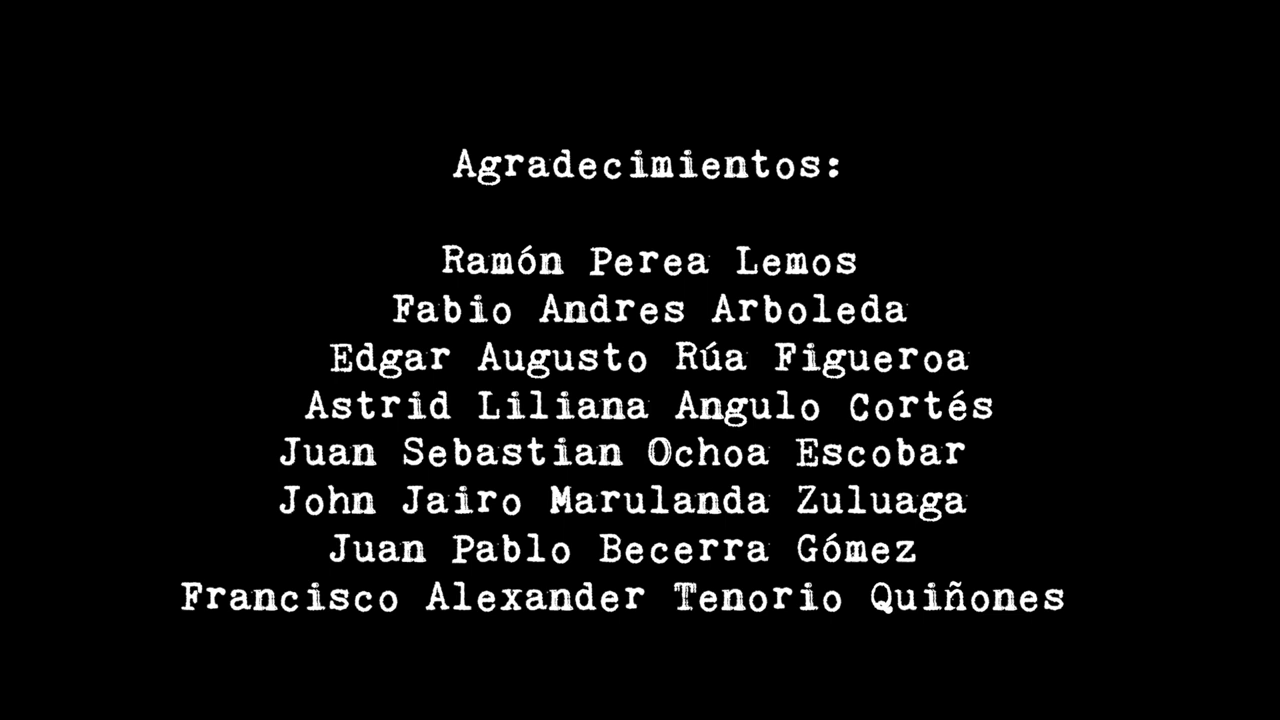 Agradecimientos:
Ramón Perea Lemos
Fabio Andres Arboleda
Edgar Augusto Rúa Figueroa
Astrid Liliana Angulo Cortés
Juan Sebastian Ochoa Escobar
John Jairo Marulanda Zuluaga
Juan Pablo Becerra Gómez
Francisco Alexander Tenorio Quiñones